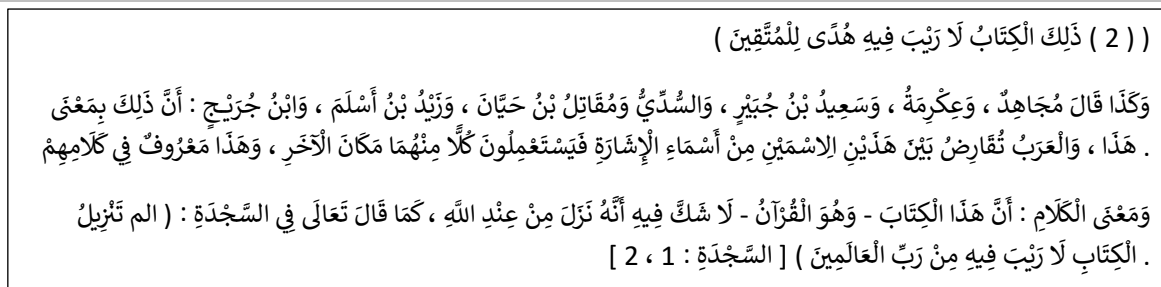 ( ( 2 ) ذَلِكَ الْكِتَابُ لَا رَيْبَ فِيهِ هُدًى لِلْمُتَّقِينَ )
وَكَذَا قَالَ مُجَاهِدٌ ، وَعِكْرِمَةُ ، وَسَعِيدُ بْنُ جُبَيْرٍ ، وَالسُّدِّيُّ وَمُقَاتِلُ بْنُ حَيَّانَ ، وَزَيْدُ بْنُ أَسْلَمَ ، وَابْنُ جُرَيْجٍ : أَنَّ ذَلِكَ بِمَعْنَى
. هَذَا ، وَالْعَرَبُ تُقَارِضُ بَيْنَ هَذَيْنِ الِاسْمَيْنِ مِنْ أَسْمَاءِ الْإِشَارَةِ فَيَسْتَعْمِلُونَ كُلًّا مِنْهُمَا مَكَانَ الْآخَرِ ، وَهَذَا مَعْرُوفٌ فِي كَلَامِهِمْ
وَمَعْنَى الْكَلَامِ : أَنَّ هَذَا الْكِتَابَ - وَهُوَ الْقُرْآنُ - لَا شَكَّ فِيهِ أَنَّهُ نَزَلَ مِنْ عِنْدِ اللَّهِ ، كَمَا قَالَ تَعَالَى فِي السَّجْدَةِ : ( الم تَنْزِيلُ
. الْكِتَابِ لَا رَيْبَ فِيهِ مِنْ رَبِّ الْعَالَمِينَ ) [ السَّجْدَةِ : 1 ، 2 ]